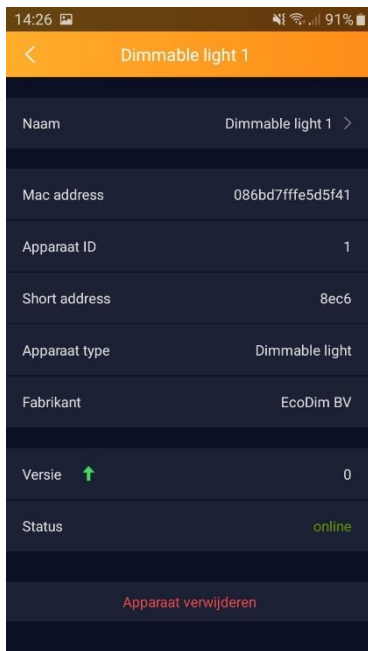 14:26 91%
Dimmable light 1
Naam Dimmable light 1
Mac address 086bd7fffe5d5f41
Apparaat ID 1
Short address 8ec6
Apparaat type Dimmable light
Fabrikant EcoDim BV
Versie 0
Status online
Apparaat verwijderen